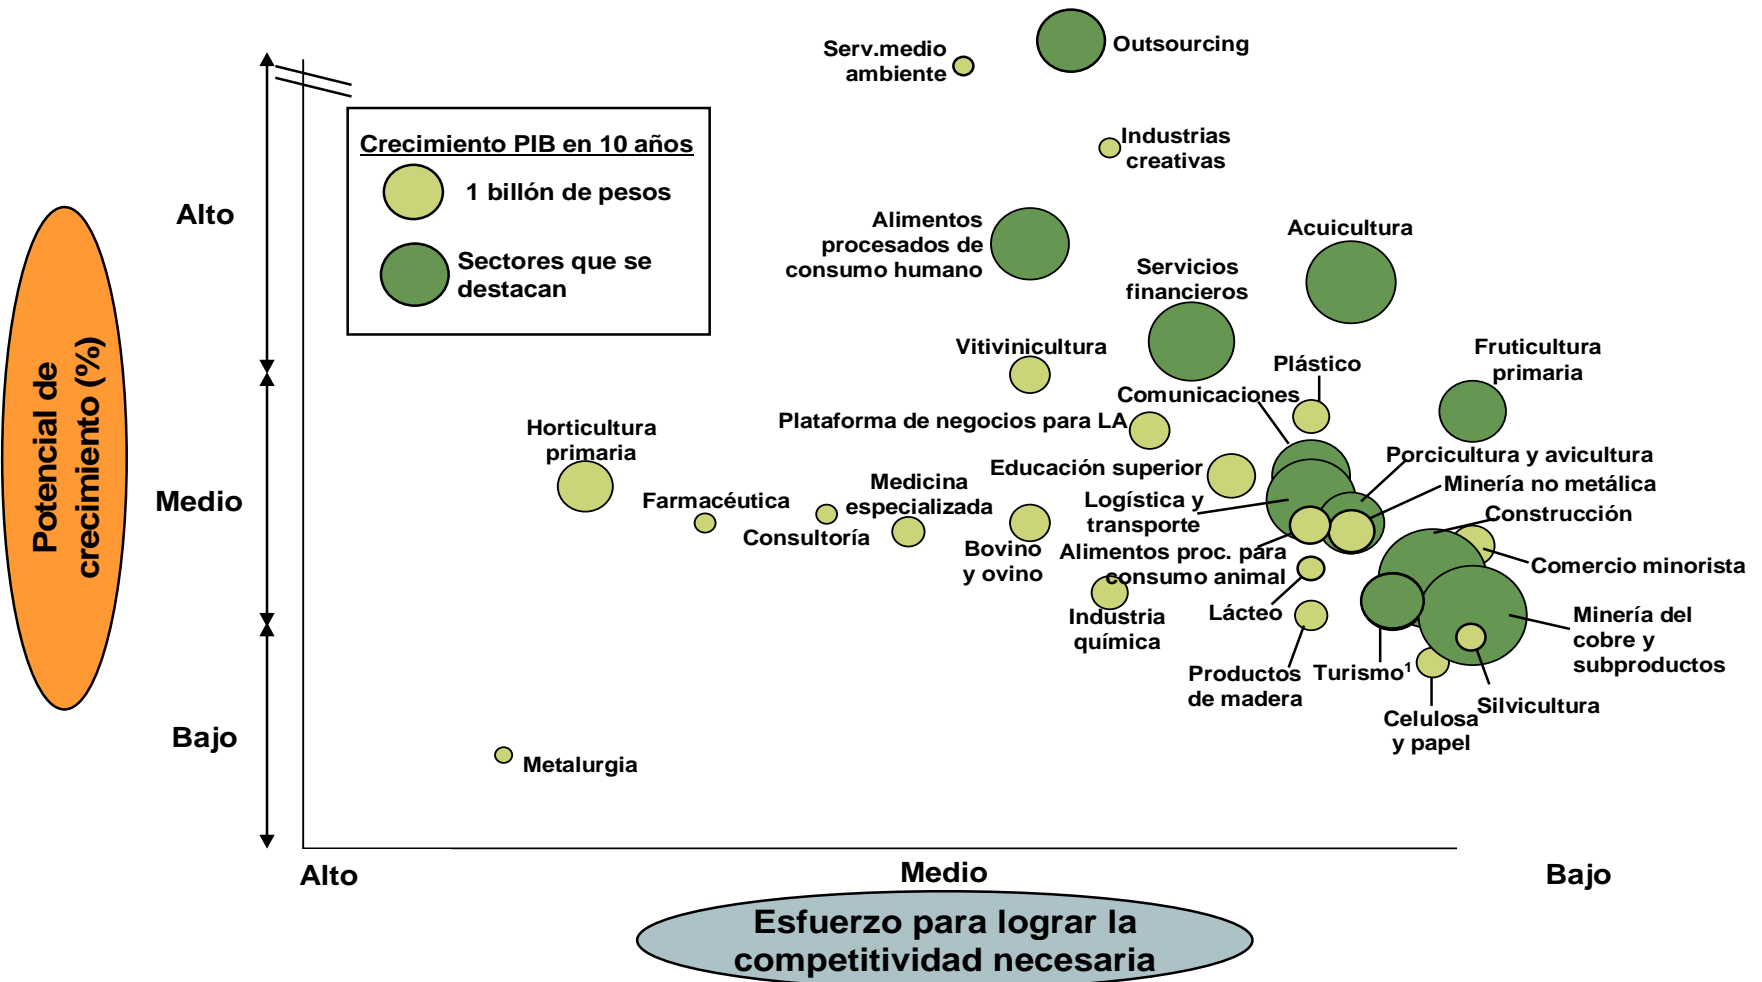 Serv.medio
ambiente
Outsourcing
Crecimiento PIB en 10 años
1 billón de pesos
Sectores que se
destacan
Industrias
creativas
Alto
Alimentos
procesados de
consumo humano
Acuicultura
Servicios
financieros
Vitivinicultura
Plástico
Fruticultura
primaria
Comunicaciones
Plataforma de negocios para LA
Horticultura
primaria
Potencial de
crecimiento (%)
Porcicultura y avicultura
Educación superior
Minería no metálica
Medio
Medicina
especializada
Farmacéutica
Logística y
transporte
Construcción
Consultoría
Bovino
y ovino
Alimentos proc. para
consumo animal
Comercio minorista
Industria
química
Lácteo
Minería del
cobre y
subproductos
Productos
de madera
Turismo¹
Silvicultura
Celulosa
y papel
Bajo
Metalurgia
Alto
Medio
Bajo
Esfuerzo para lograr la
competitividad necesaria